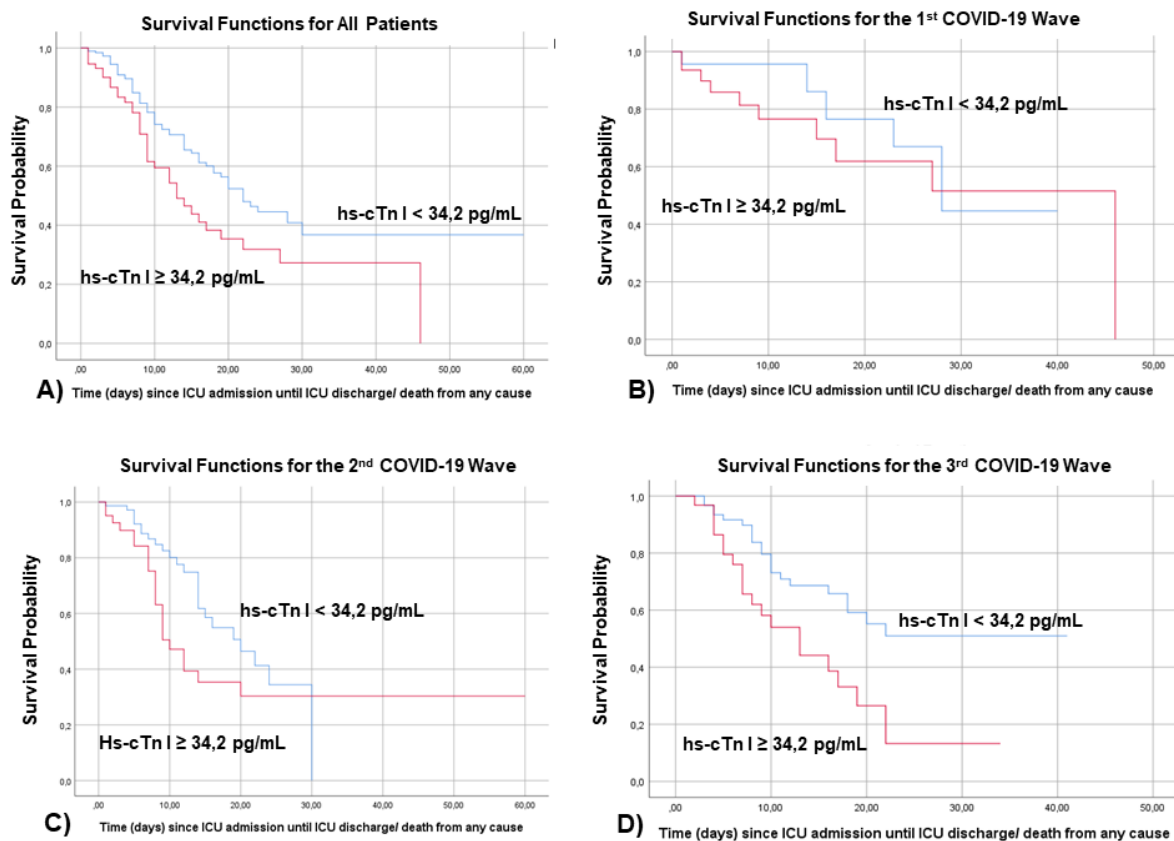 Survival Functions for All Patients
Survival Probability
1,0
0,8
0,6
0,4
0,2
0,0
hs-cTn I < 34,2 pg/mL
hs-cTn I ≥ 34,2 pg/mL
,00 10,00 20,00 30,00 40,00 50,00 60,00
A) Time (days) since ICU admission until ICU discharge/ death from any cause
Survival Functions for the 1st COVID-19 Wave
Survival Probability
1,0
0,8
0,6
0,4
0,2
0,0
hs-cTn I < 34,2 pg/mL
hs-cTn I ≥ 34,2 pg/mL
,00 10,00 20,00 30,00 40,00 50,00
B) Time (days) since ICU admission until ICU discharge/ death from any cause
Survival Functions for the 2nd COVID-19 Wave
Survival Probability
1,0
0,8
0,6
0,4
0,2
0,0
hs-cTn I < 34,2 pg/mL
Hs-cTn I ≥ 34,2 pg/mL
,00 10,00 20,00 30,00 40,00 50,00 60,00
C) Time (days) since ICU admission until ICU discharge/ death from any cause
Survival Functions for the 3rd COVID-19 Wave
Survival Probability
1,0
0,8
0,6
0,4
0,2
0,0
hs-cTn I < 34,2 pg/mL
hs-cTn I ≥ 34,2 pg/mL
,00 10,00 20,00 30,00 40,00 50,00
D) Time (days) since ICU admission until ICU discharge/ death from any cause